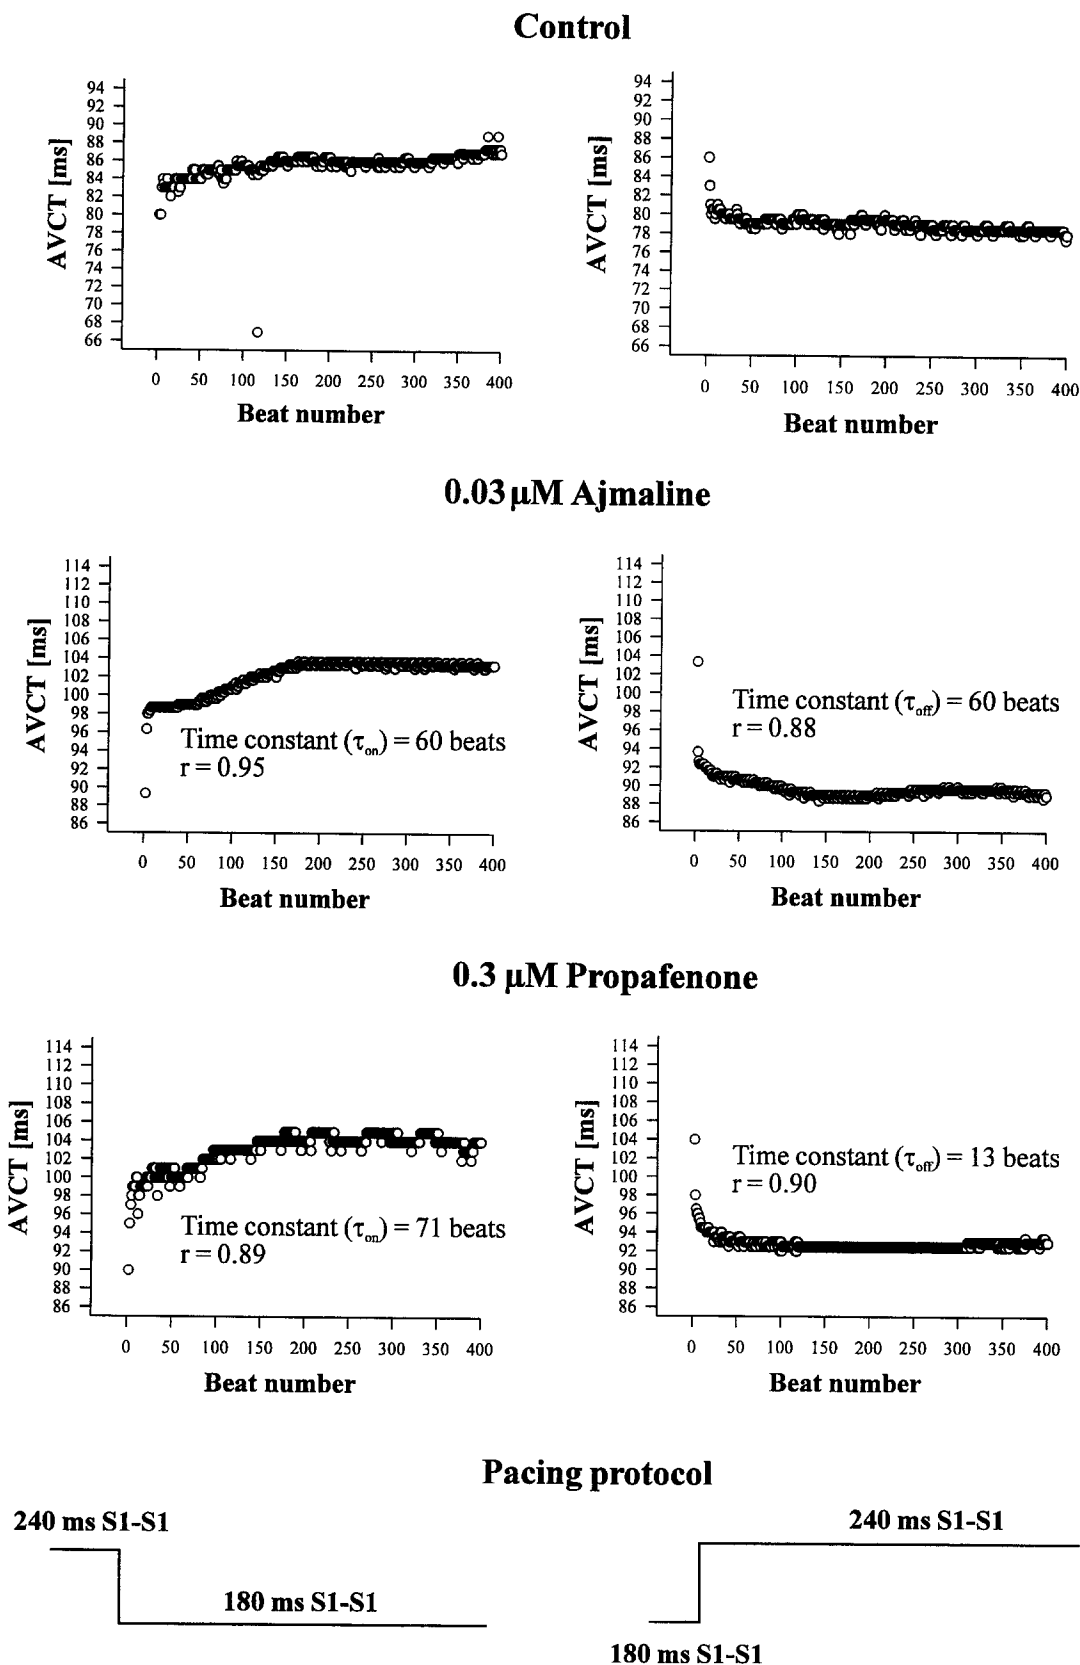 Control
AVCT [ms]
94
92
90
88
86
84
82
80
78
76
74
72
70
68
66
0 50 100 150 200 250 300 350 400
Beat number
AVCT [ms]
94
92
90
88
86
84
82
80
78
76
74
72
70
68
66
0 50 100 150 200 250 300 350 400
Beat number
0.03 μM Ajmaline
AVCT [ms]
114
112
110
108
106
104
102
100
98
96
94
92
90
88
86
Time constant (τon) = 60 beats
r = 0.95
0 50 100 150 200 250 300 350 400
Beat number
AVCT [ms]
114
112
110
108
106
104
102
100
98
96
94
92
90
88
86
Time constant (τoff) = 60 beats
r = 0.88
0 50 100 150 200 250 300 350 400
Beat number
0.3 μM Propafenone
AVCT [ms]
114
112
110
108
106
104
102
100
98
96
94
92
90
88
86
Time constant (τon) = 71 beats
r = 0.89
0 50 100 150 200 250 300 350 400
Beat number
AVCT [ms]
114
112
110
108
106
104
102
100
98
96
94
92
90
88
86
Time constant (τoff) = 13 beats
r = 0.90
0 50 100 150 200 250 300 350 400
Beat number
Pacing protocol
240 ms S1-S1
180 ms S1-S1
240 ms S1-S1
180 ms S1-S1